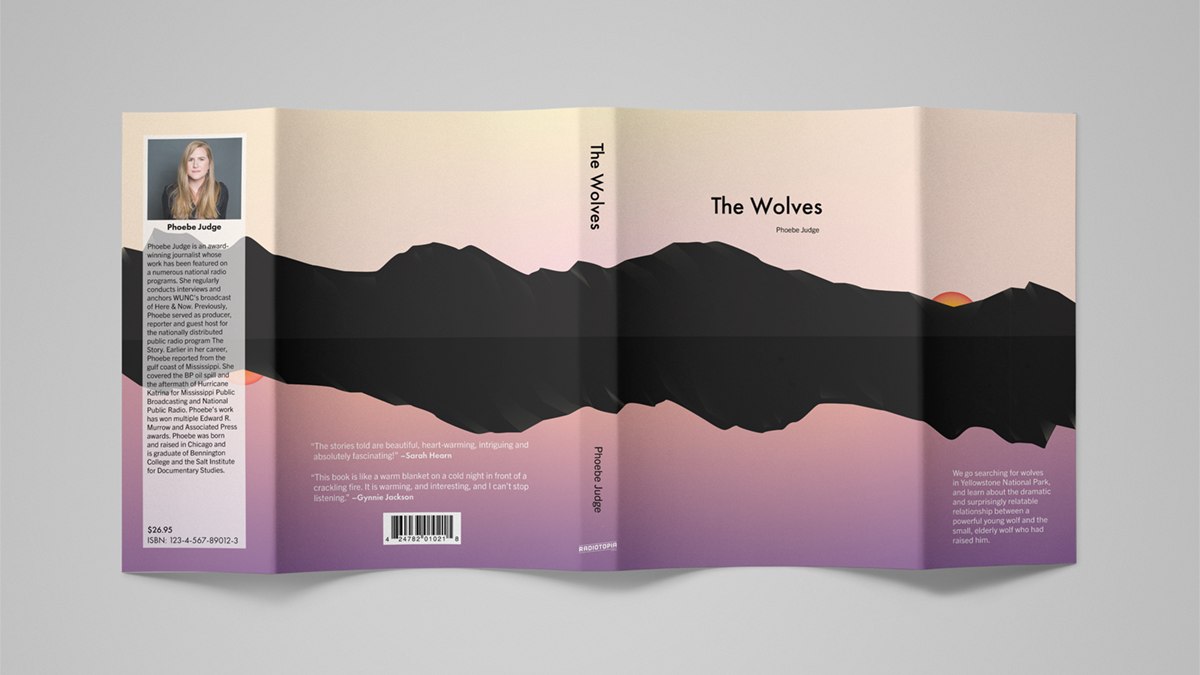 Phoebe Judge
Phoebe Judge is an award-
winning journalist whose
work has been featured on
a numerous national radio
programs. She regularly
conducts interviews and
anchors WUNC's broadcast
of Here & Now. Previously,
Phoebe served as producer,
reporter and guest host for
the nationally distributed
public radio program The
Story. Earlier in her career,
Phoebe reported from the
gulf coast of Mississippi. She
covered the BP oil spill and
the aftermath of Hurricane
Katrina for Mississippi Public
Broadcasting and National
Public Radio. Phoebe's work
has won multiple Edward R.
Murrow and Associated Press
awards. Phoebe was born
and raised in Chicago and
is graduate of Bennington
College and the Salt Institute
for Documentary Studies.
$26.95
ISBN: 123-4-567-89012-3
“The stories told are beautiful, heart-warming, intriguing and
absolutely fascinating!” –Sarah Hearn
“This book is like a warm blanket on a cold night in front of a
crackling fire. It is warming, and interesting, and I can't stop
listening.” –Gynnie Jackson
4 24782 01021 8
The Wolves
Phoebe Judge
RADIOTOPIA
The Wolves
Phoebe Judge
We go searching for wolves
in Yellowstone National Park,
and learn about the dramatic
and surprisingly relatable
relationship between a
powerful young wolf and the
small, elderly wolf who had
raised him.